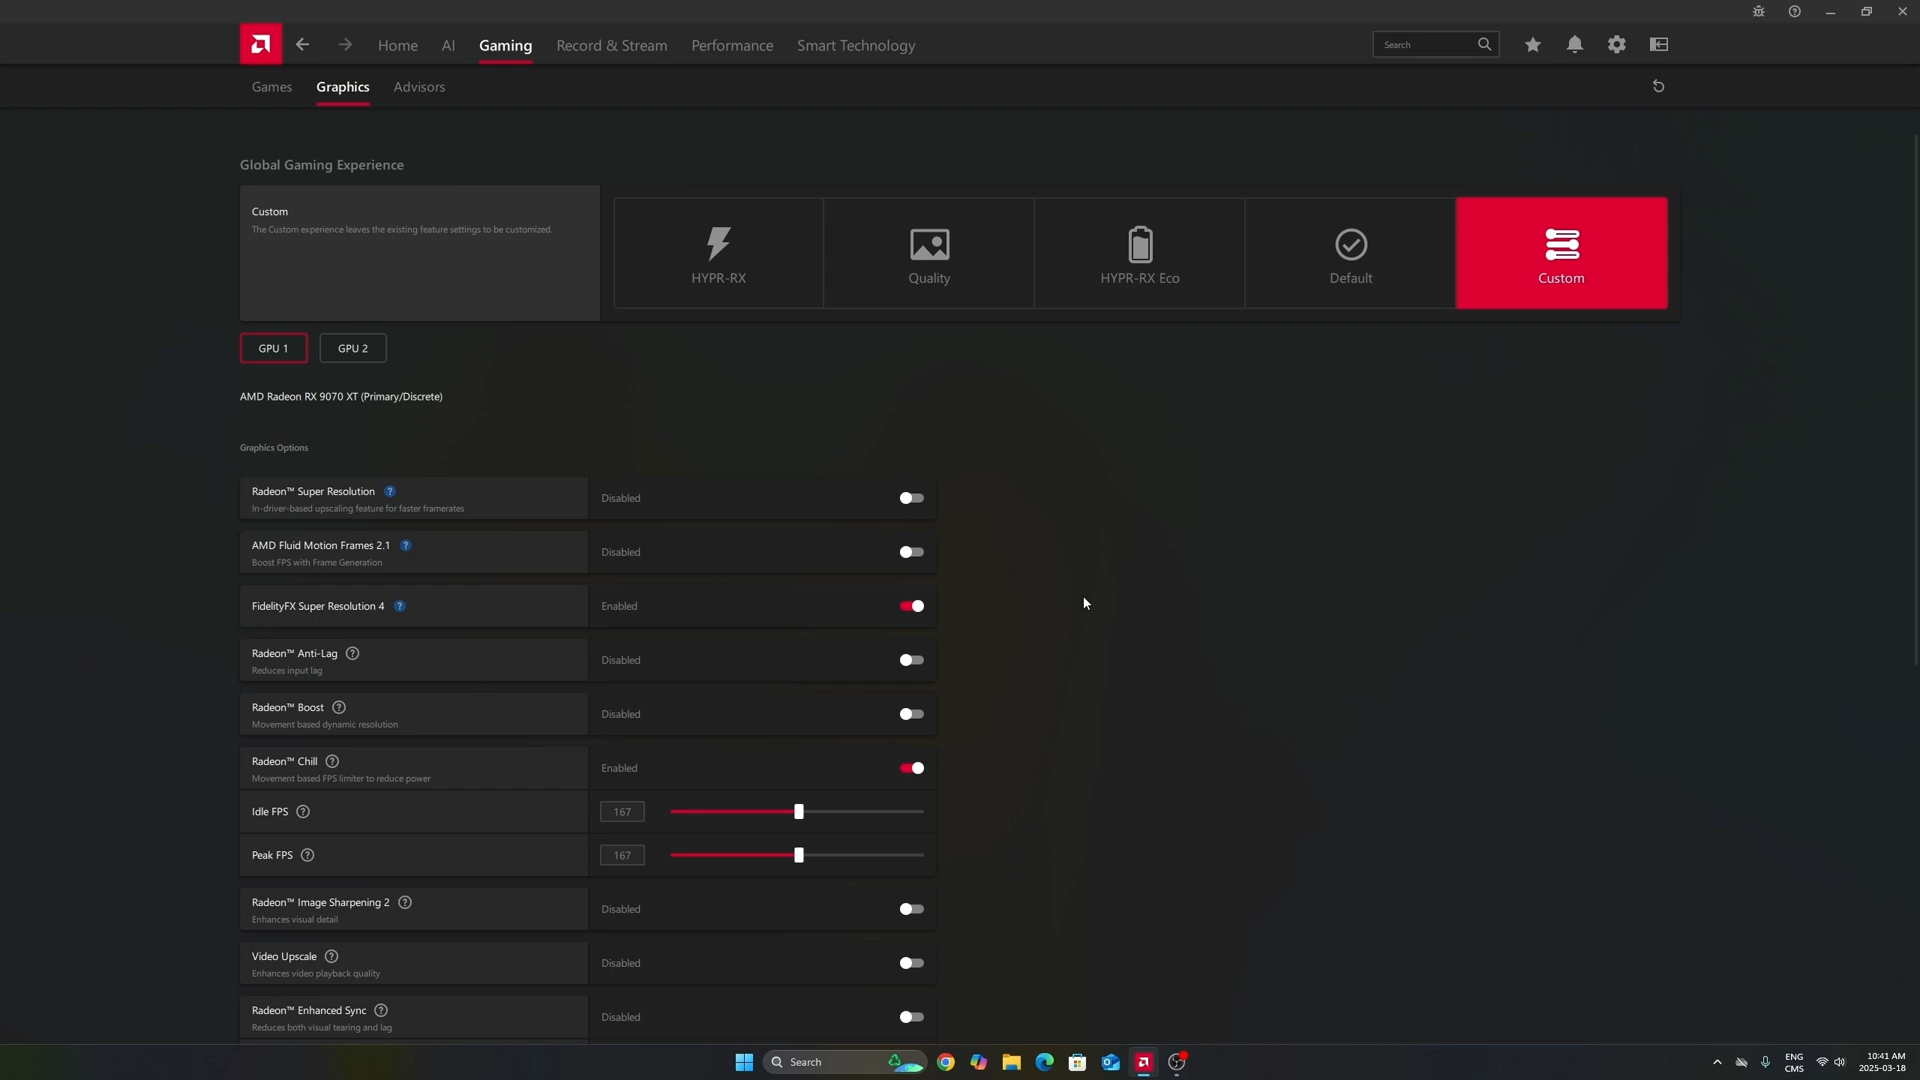 Home
AI
Gaming
Record & Stream
Performance
Smart Technology
Search
Games
Graphics
Advisors
Global Gaming Experience
Custom
The Custom experience leaves the existing feature settings to be customized.
HYPR-RX
Quality
HYPR-RX Eco
Default
Custom
GPU 1
GPU 2
AMD Radeon RX 9070 XT (Primary/Discrete)
Graphics Options
Radeon™ Super Resolution ?
In-driver-based upscaling feature for faster framerates
Disabled
AMD Fluid Motion Frames 2.1 ?
Boost FPS with Frame Generation
Disabled
FidelityFX Super Resolution 4 ?
Enabled
Radeon™ Anti-Lag ?
Reduces input lag
Disabled
Radeon™ Boost ?
Movement based dynamic resolution
Disabled
Radeon™ Chill ?
Movement based FPS limiter to reduce power
Enabled
Idle FPS ?
167
Peak FPS ?
167
Radeon™ Image Sharpening 2 ?
Enhances visual detail
Disabled
Video Upscale ?
Enhances video playback quality
Disabled
Radeon™ Enhanced Sync ?
Reduces both visual tearing and lag
Disabled
Search
ENG
CMS
10:41 AM
2025-03-18